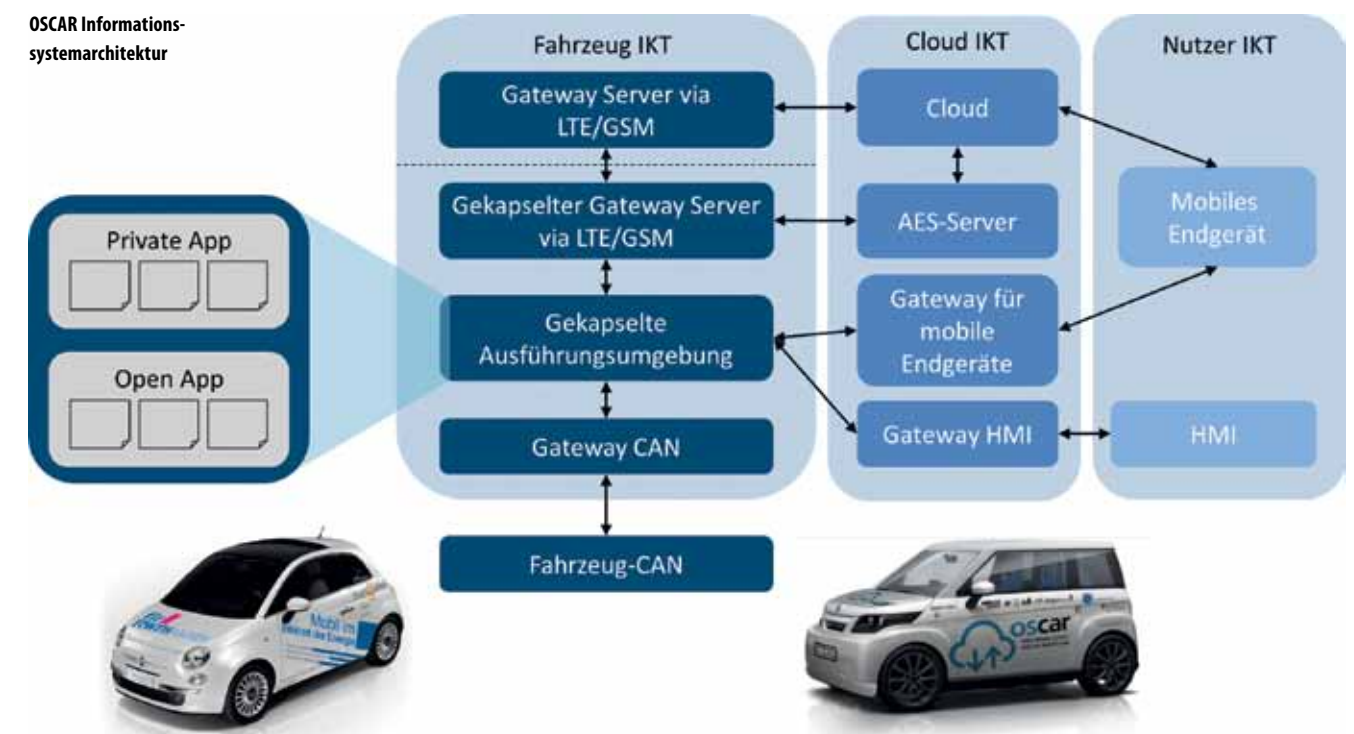 OSCAR Informations-
systemarchitektur
Fahrzeug IKT
Gateway Server via
LTE/GSM
Gekapselter Gateway Server
via LTE/GSM
Gekapselte
Ausführungsumgebung
Gateway CAN
Fahrzeug-CAN
Cloud IKT
Cloud
AES-Server
Gateway für
mobile
Endgeräte
Gateway HMI
Nutzer IKT
Mobiles
Endgerät
HMI
Private App
Open App
Mobil im
oscar